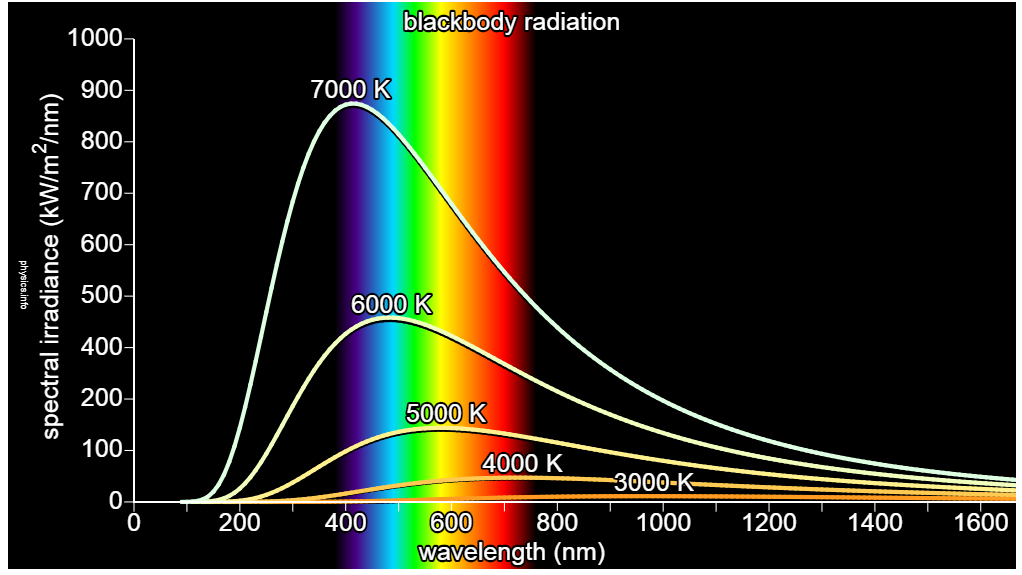 blackbody radiation
1000
900
800
700
600
500
400
200
100
0
spectral irradiance (kW/m2/nm)
physics.info
7000 K
6000 K
5000 K
4000 K
3000 K
0 200 400 600 800 1000 1200 1400 1600
wavelength (nm)